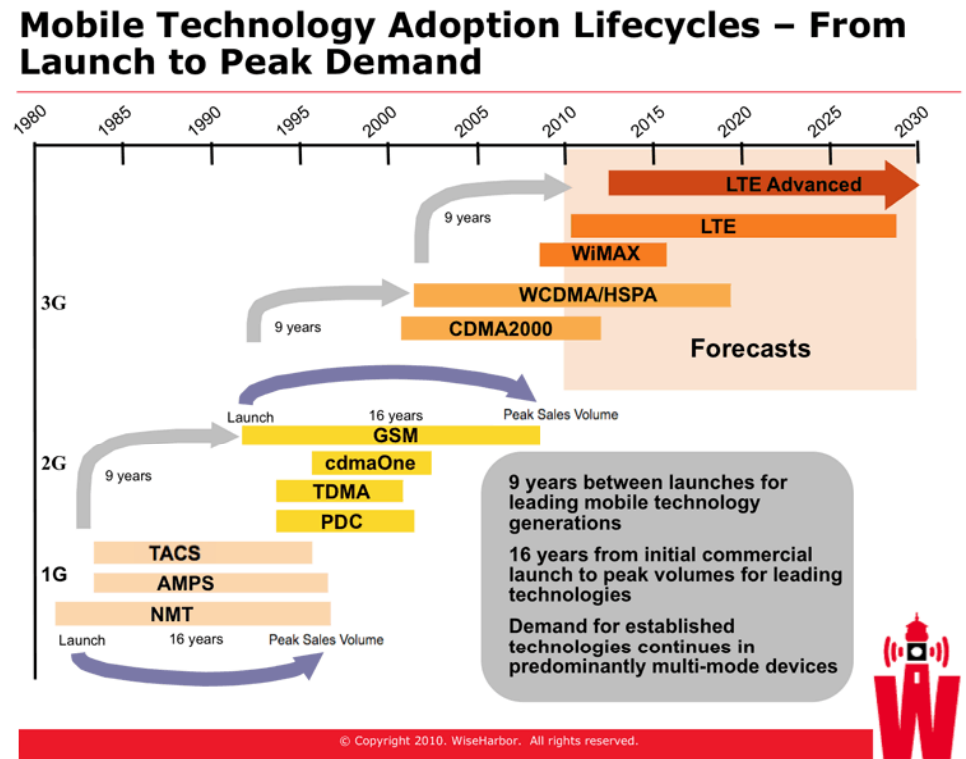 Mobile Technology Adoption Lifecycles – From
Launch to Peak Demand
1980
1985
1990
1995
2000
2005
2010
2015
2020
2025
2030
LTE Advanced
9 years
LTE
WiMAX
3G
WCDMA/HSPA
9 years
CDMA2000
Forecasts
Launch
16 years
Peak Sales Volume
GSM
2G
cdmaOne
9 years
TDMA
PDC
TACS
1G
AMPS
NMT
Launch
16 years
Peak Sales Volume
9 years between launches for
leading mobile technology
generations
16 years from initial commercial
launch to peak volumes for leading
technologies
Demand for established
technologies continues in
predominantly multi-mode devices
W
© Copyright 2010. WiseHarbor. All rights reserved.